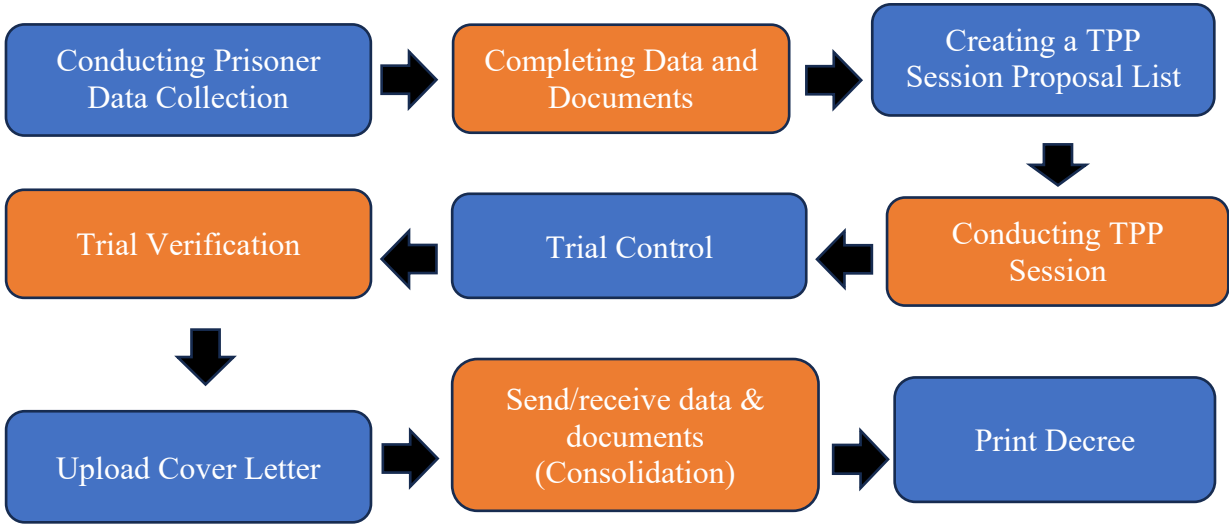 Conducting Prisoner
Data Collection
Completing Data and
Documents
Creating a TPP
Session Proposal List
Conducting TPP
Session
Trial Control
Trial Verification
Upload Cover Letter
Send/receive data &
documents
(Consolidation)
Print Decree